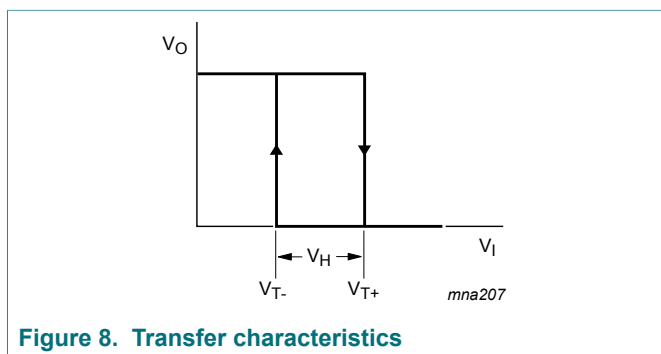 VO
VH
VI
VT-
VT+
mna207
Figure 8. Transfer characteristics